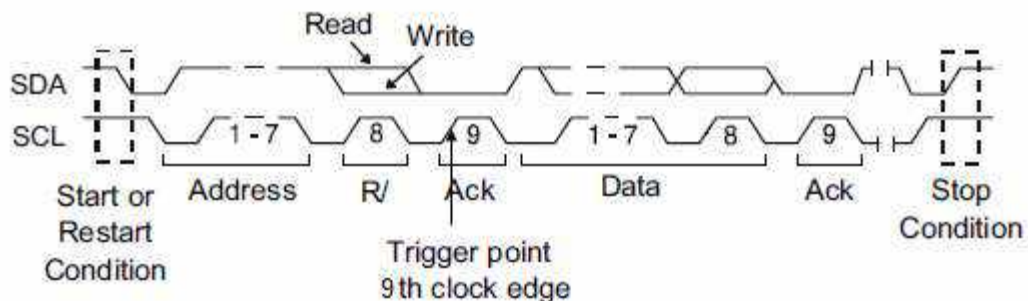 Read
Write
SDA
SCL
1 - 7
8
9
1 - 7
8
9
Address
R/
Ack
Data
Ack
Start or
Restart
Condition
Stop
Condition
Trigger point
9th clock edge